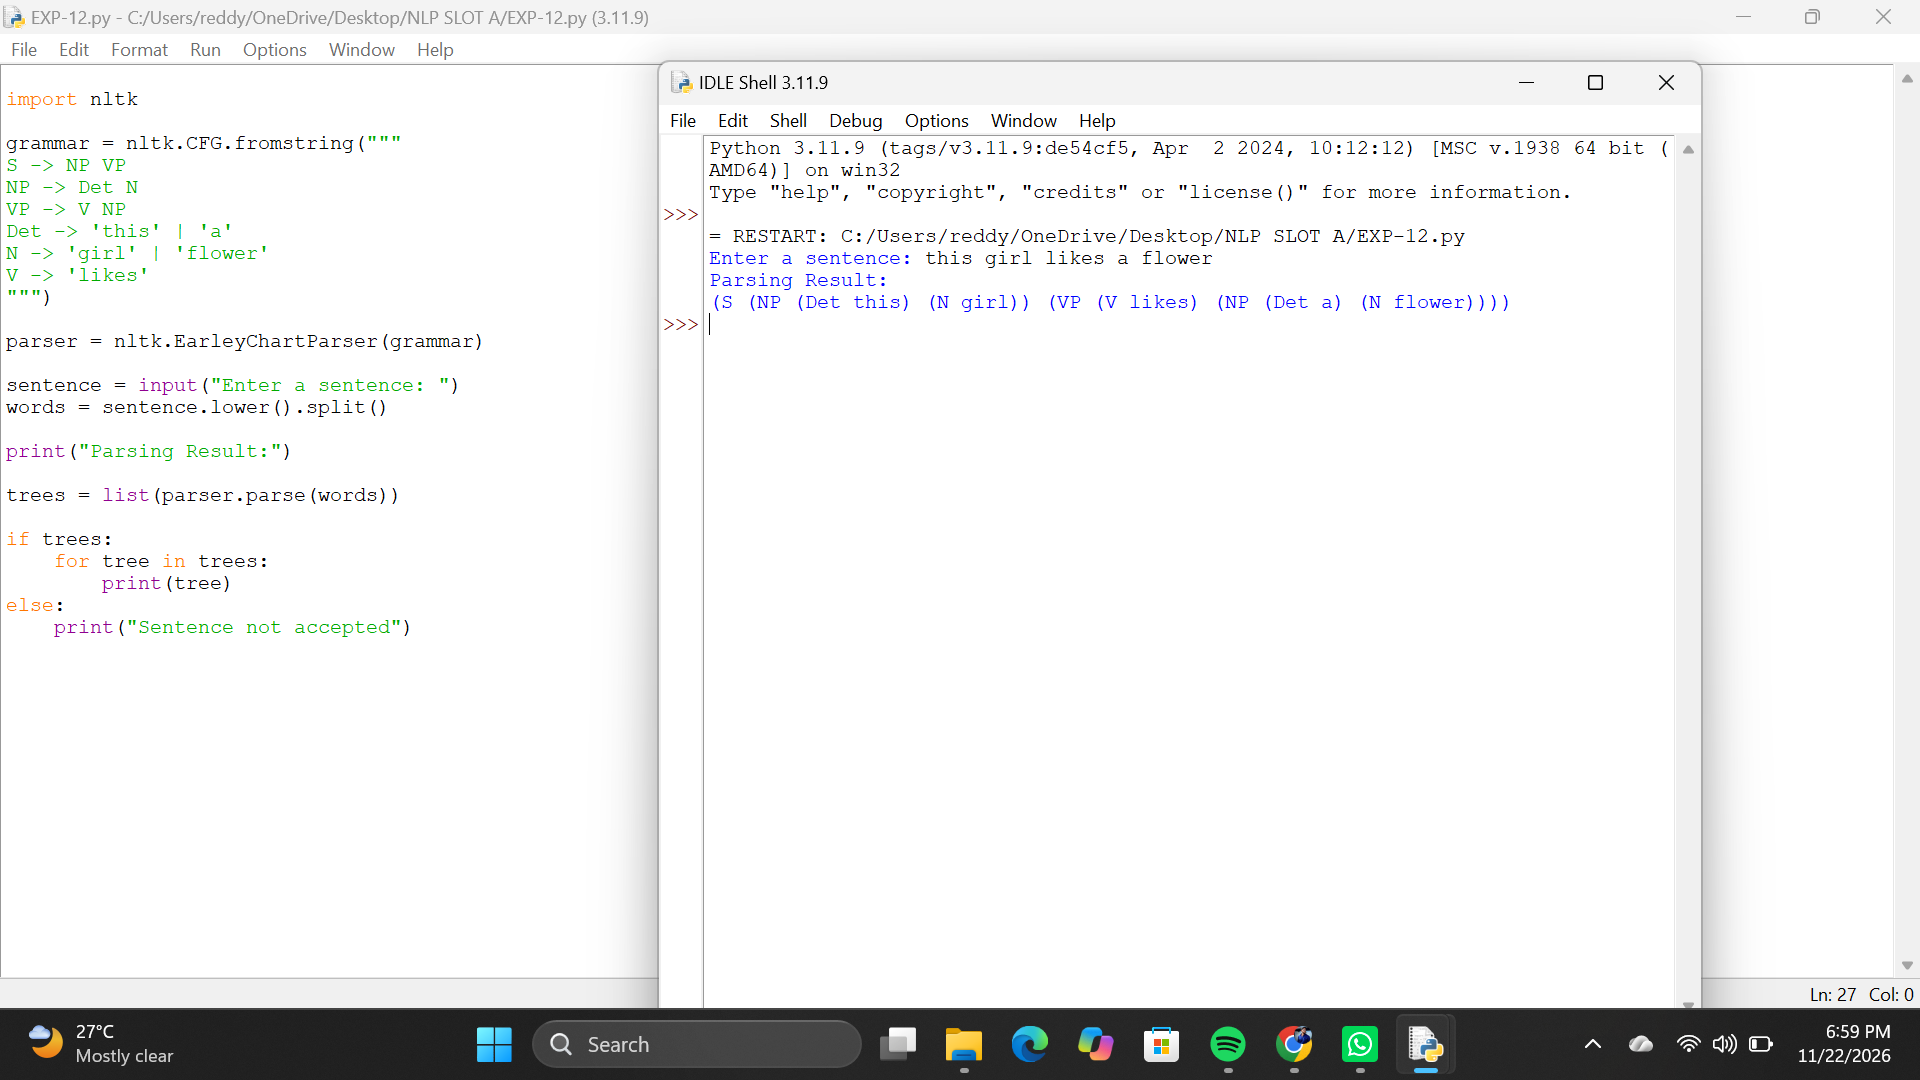 EXP-12.py - C:/Users/reddy/OneDrive/Desktop/NLP SLOT A/EXP-12.py (3.11.9)
File Edit Format Run Options Window Help
import nltk
grammar = nltk.CFG.fromstring("""
S -> NP VP
NP -> Det N
VP -> V NP
Det -> 'this' | 'a'
N -> 'girl' | 'flower'
V -> 'likes'
""")
parser = nltk.EarleyChartParser(grammar)
sentence = input("Enter a sentence: ")
words = sentence.lower().split()
print("Parsing Result:")
trees = list(parser.parse(words))
if trees:
    for tree in trees:
        print(tree)
else:
    print("Sentence not accepted")
IDLE Shell 3.11.9
File Edit Shell Debug Options Window Help
Python 3.11.9 (tags/v3.11.9:de54cf5, Apr  2 2024, 10:12:12) [MSC v.1938 64 bit (
AMD64)] on win32
Type "help", "copyright", "credits" or "license()" for more information.
>>>
= RESTART: C:/Users/reddy/OneDrive/Desktop/NLP SLOT A/EXP-12.py
Enter a sentence: this girl likes a flower
Parsing Result:
(S (NP (Det this) (N girl)) (VP (V likes) (NP (Det a) (N flower))))
>>>
Ln: 27 Col: 0
27°C
Mostly clear
Search
6:59 PM
11/22/2026